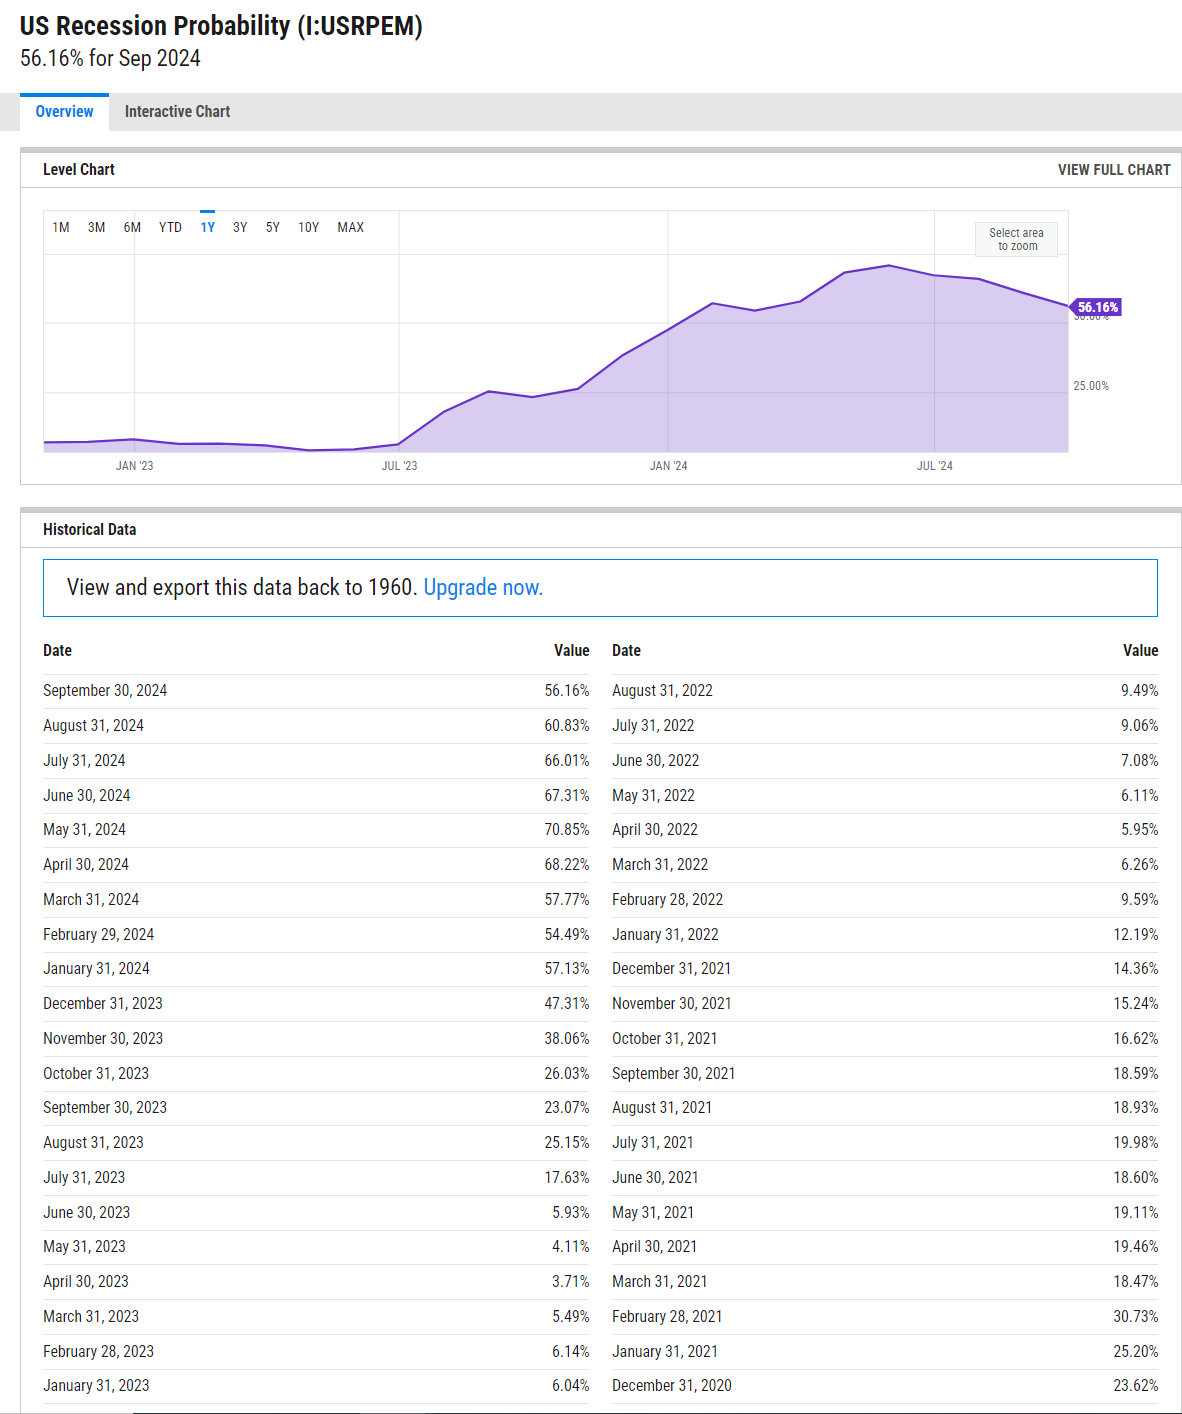 US Recession Probability (I:USRPEM)
56.16% for Sep 2024
Overview Interactive Chart
Level Chart VIEW FULL CHART
1M 3M 6M YTD 1Y 3Y 5Y 10Y MAX
Select area
to zoom
56.16%
50.00%
25.00%
JAN '23 JUL '23 JAN '24 JUL '24
Historical Data
View and export this data back to 1960. Upgrade now.
Date Value Date Value
September 30, 2024 56.16% August 31, 2022 9.49%
August 31, 2024 60.83% July 31, 2022 9.06%
July 31, 2024 66.01% June 30, 2022 7.08%
June 30, 2024 67.31% May 31, 2022 6.11%
May 31, 2024 70.85% April 30, 2022 5.95%
April 30, 2024 68.22% March 31, 2022 6.26%
March 31, 2024 57.77% February 28, 2022 9.59%
February 29, 2024 54.49% January 31, 2022 12.19%
January 31, 2024 57.13% December 31, 2021 14.36%
December 31, 2023 47.31% November 30, 2021 15.24%
November 30, 2023 38.06% October 31, 2021 16.62%
October 31, 2023 26.03% September 30, 2021 18.59%
September 30, 2023 23.07% August 31, 2021 18.93%
August 31, 2023 25.15% July 31, 2021 19.98%
July 31, 2023 17.63% June 30, 2021 18.60%
June 30, 2023 5.93% May 31, 2021 19.11%
May 31, 2023 4.11% April 30, 2021 19.46%
April 30, 2023 3.71% March 31, 2021 18.47%
March 31, 2023 5.49% February 28, 2021 30.73%
February 28, 2023 6.14% January 31, 2021 25.20%
January 31, 2023 6.04% December 31, 2020 23.62%